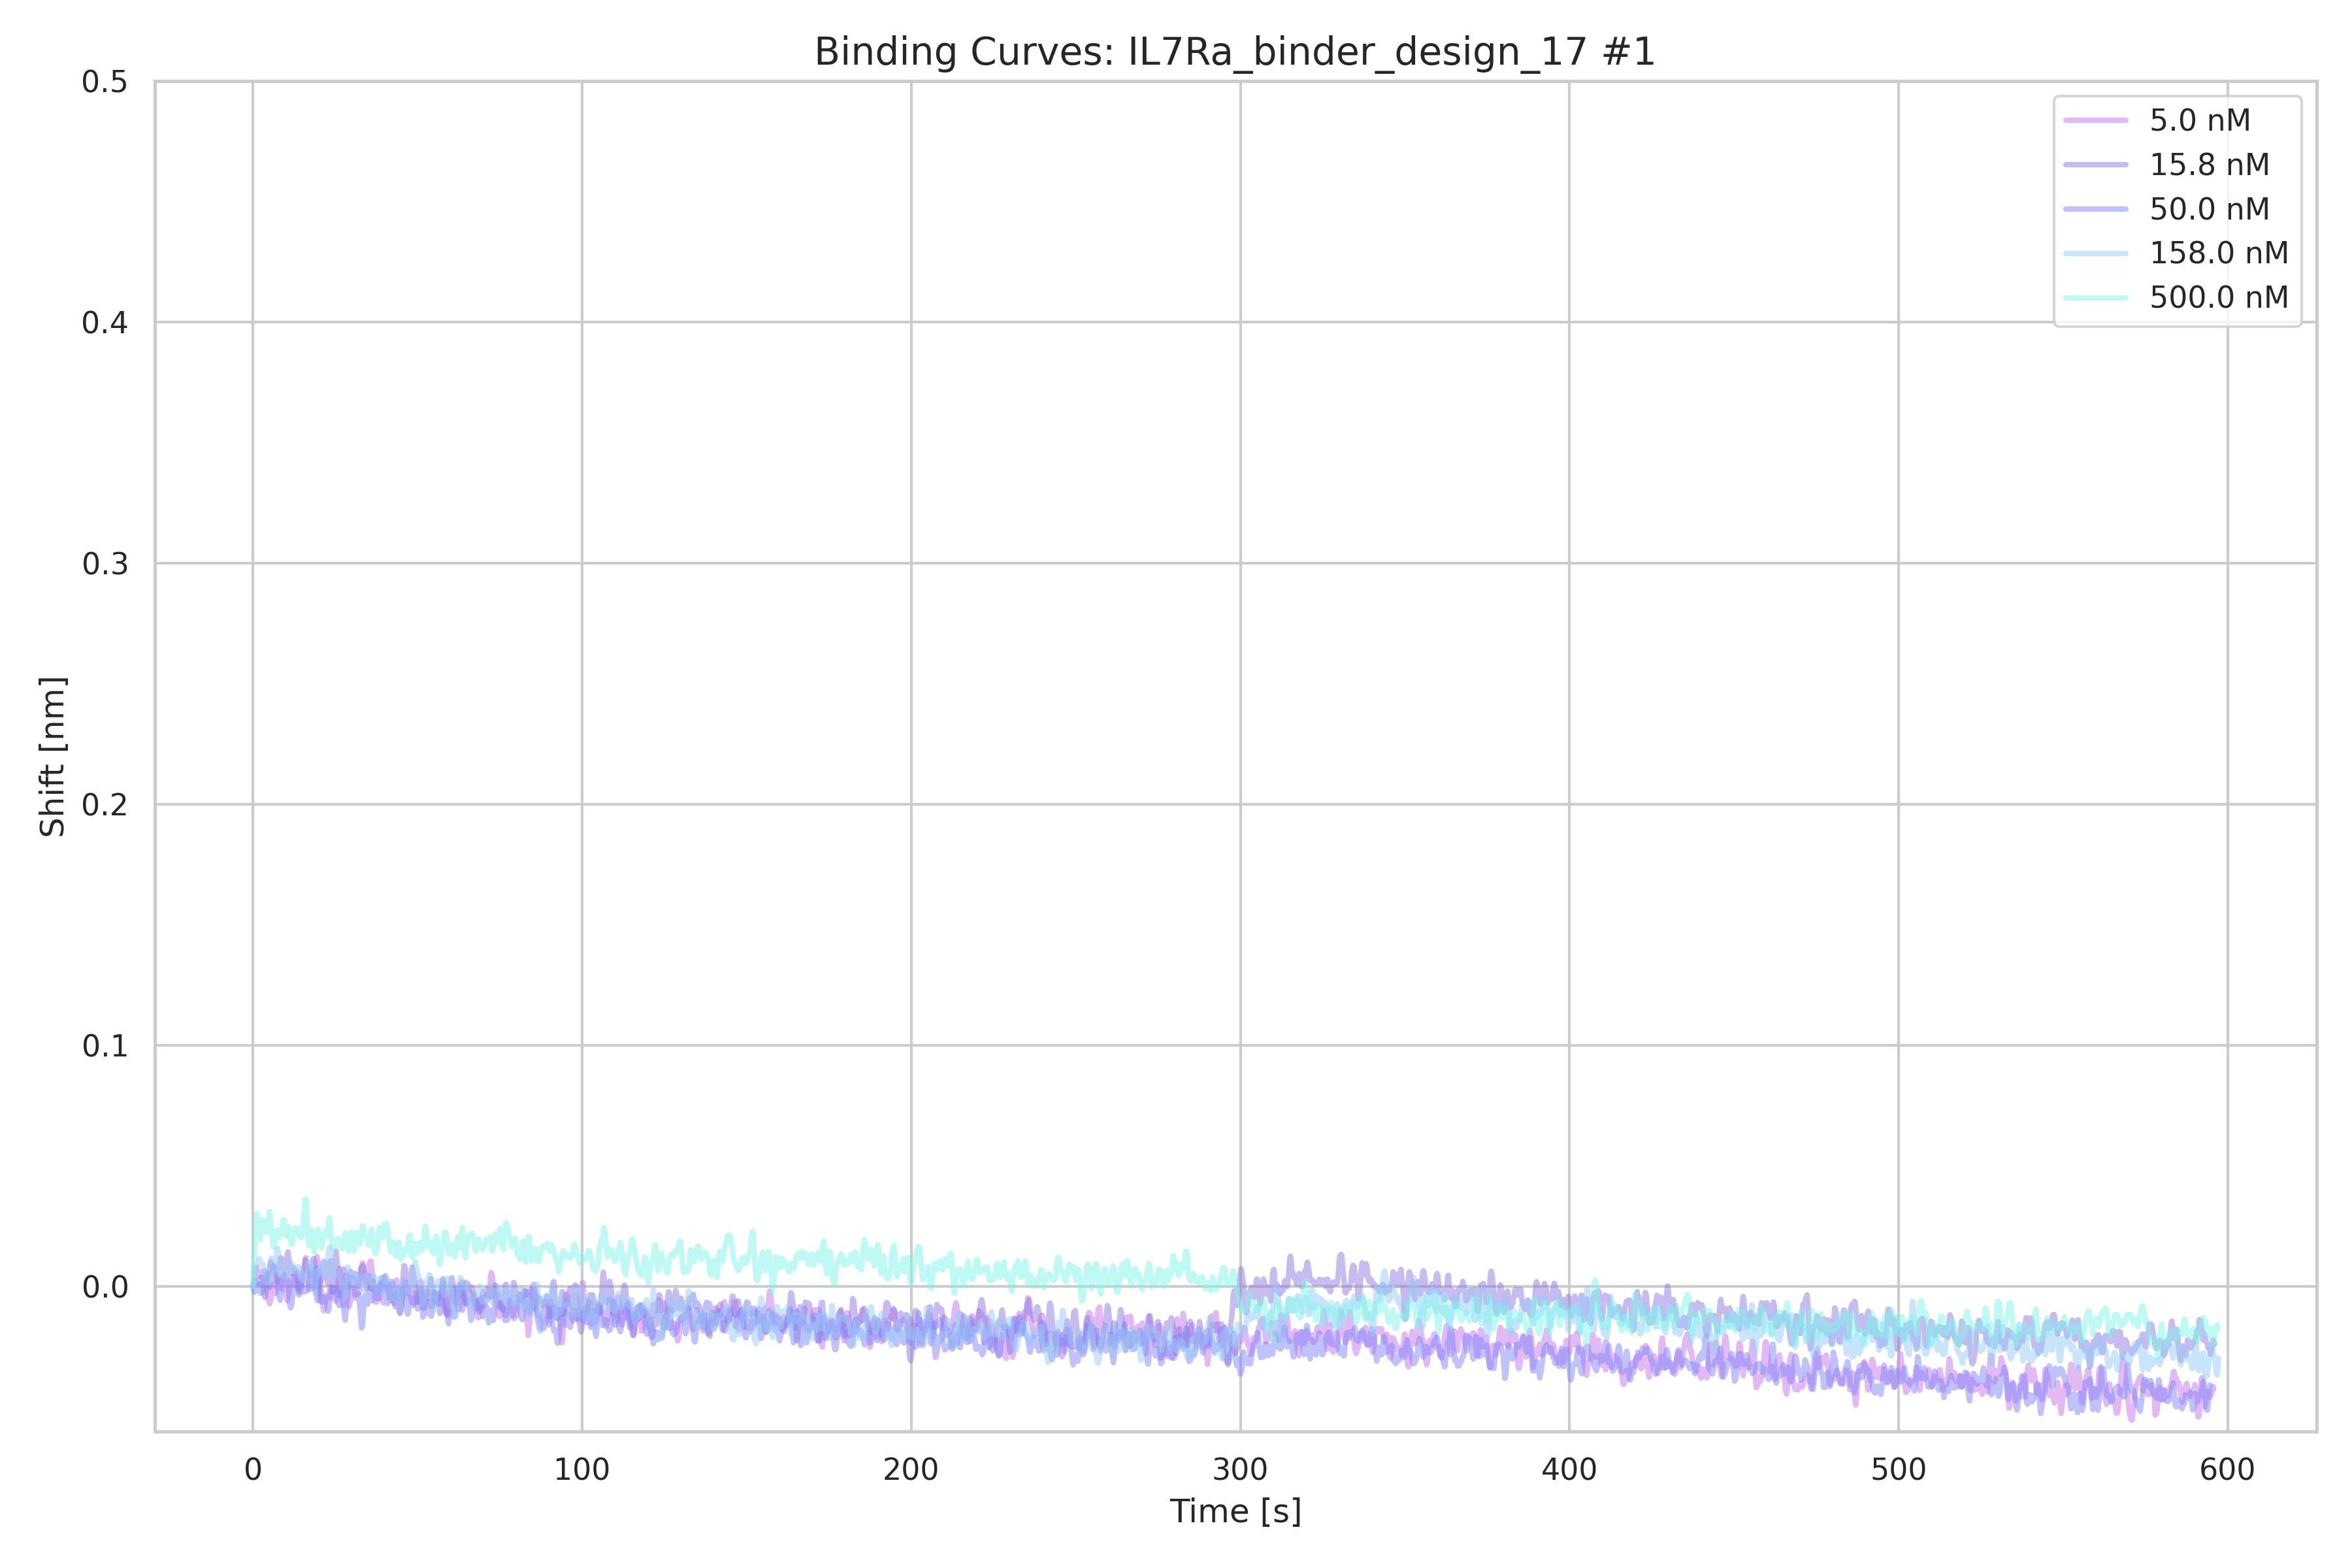 Binding Curves: IL7Ra_binder_design_17 #1
0.5
0.4
0.3
0.2
0.1
0.0
Shift [nm]
5.0 nM
15.8 nM
50.0 nM
158.0 nM
500.0 nM
0 100 200 300 400 500 600
Time [s]